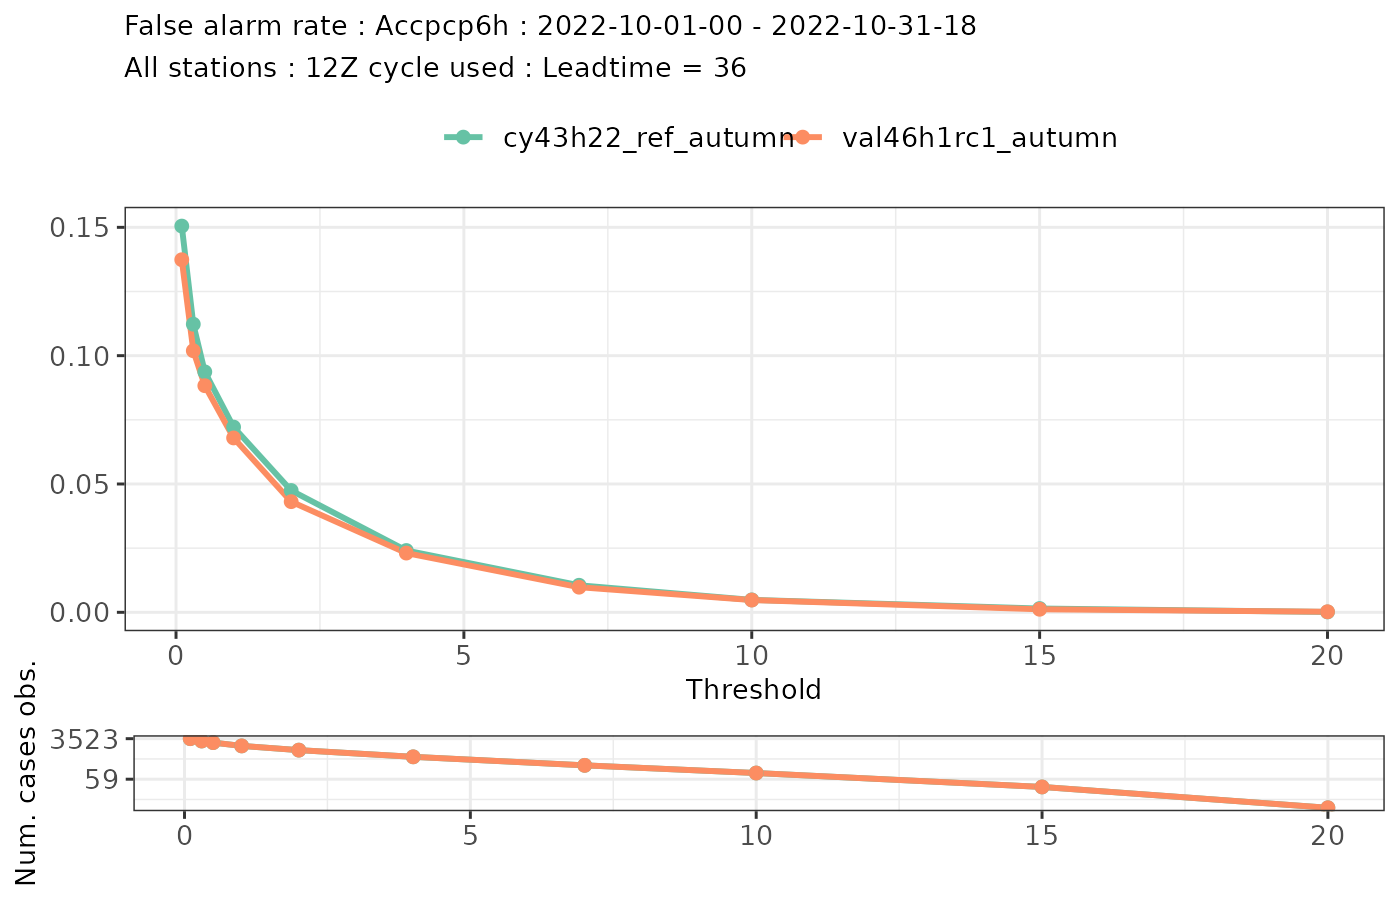 False alarm rate : Accpcp6h : 2022-10-01-00 - 2022-10-31-18
All stations : 12Z cycle used : Leadtime = 36
cy43h22_ref_autumn val46h1rc1_autumn
0.15
0.10
0.05
0.00
0 5 10 15 20
Threshold
Num. cases obs.
3523
59
0 5 10 15 20